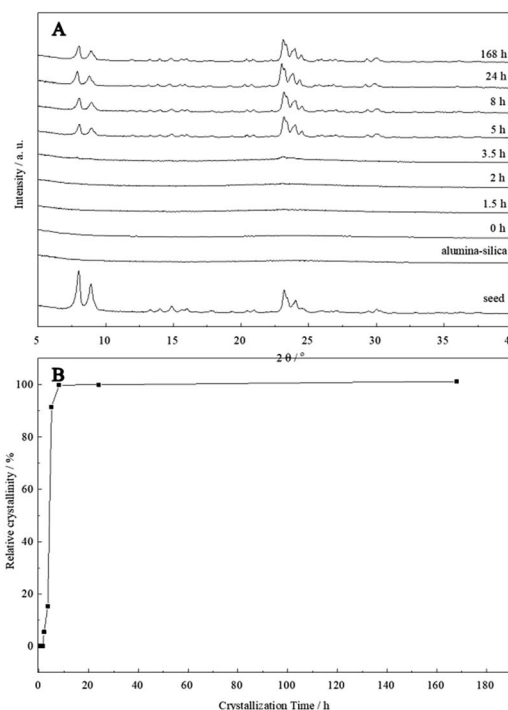 A
168 h
24 h
8 h
5 h
3.5 h
2 h
1.5 h
0 h
alumina-silica
seed
Intensity / a. u.
5 10 15 20 25 30 35 40
2 θ / °
B
100
80
60
40
20
0
Relative crystallinity / %
0 20 40 60 80 100 120 140 160 180
Crystallization Time / h